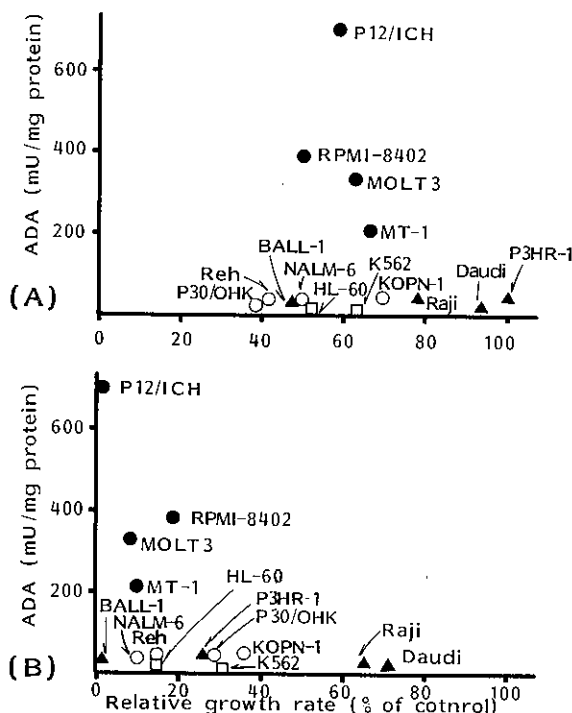 P12/ICH
600
RPMI-8402
400
MOLT3
MT-1
200
ADA (mU/mg protein)
BALL-1
K562
P3HR-1
Reh
NALM-6
Daudi
P30/OHK
HL-60
KOPN-1
Raji
(A)
0 20 40 60 80 100
P12/ICH
600
RPMI-8402
400
MOLT3
MT-1
HL-60
200
ADA (mU/mg protein)
BALL-1
P3HR-1
NALM-6
P30/OHK
Reh
Raji
KOPN-1
K562
Daudi
(B)
0 20 40 60 80 100
Relative growth rate (% of cotnrol)